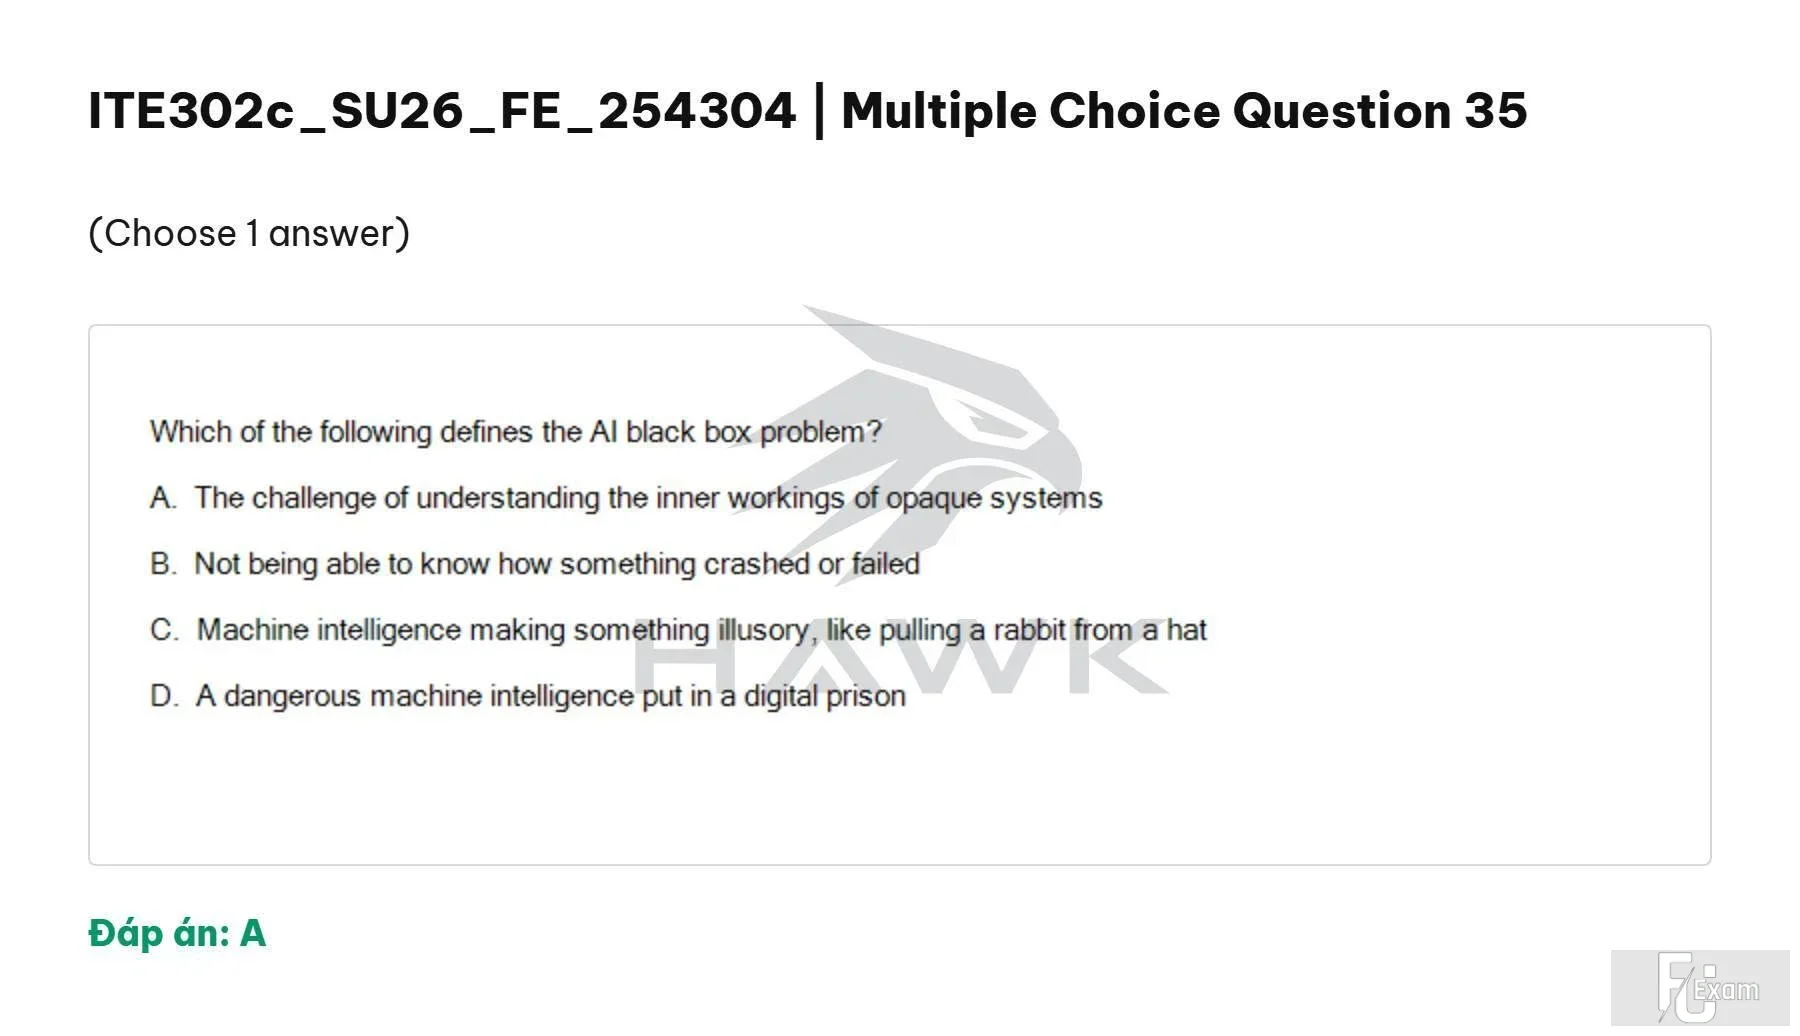 ITE302c_SU26_FE_254304 | Multiple Choice Question 35
(Choose 1 answer)
Which of the following defines the AI black box problem?
A. The challenge of understanding the inner workings of opaque systems
B. Not being able to know how something crashed or failed
C. Machine intelligence making something illusory, like pulling a rabbit from a hat
HAWK
D. A dangerous machine intelligence put in a digital prison
Đáp án: A
FU Exam